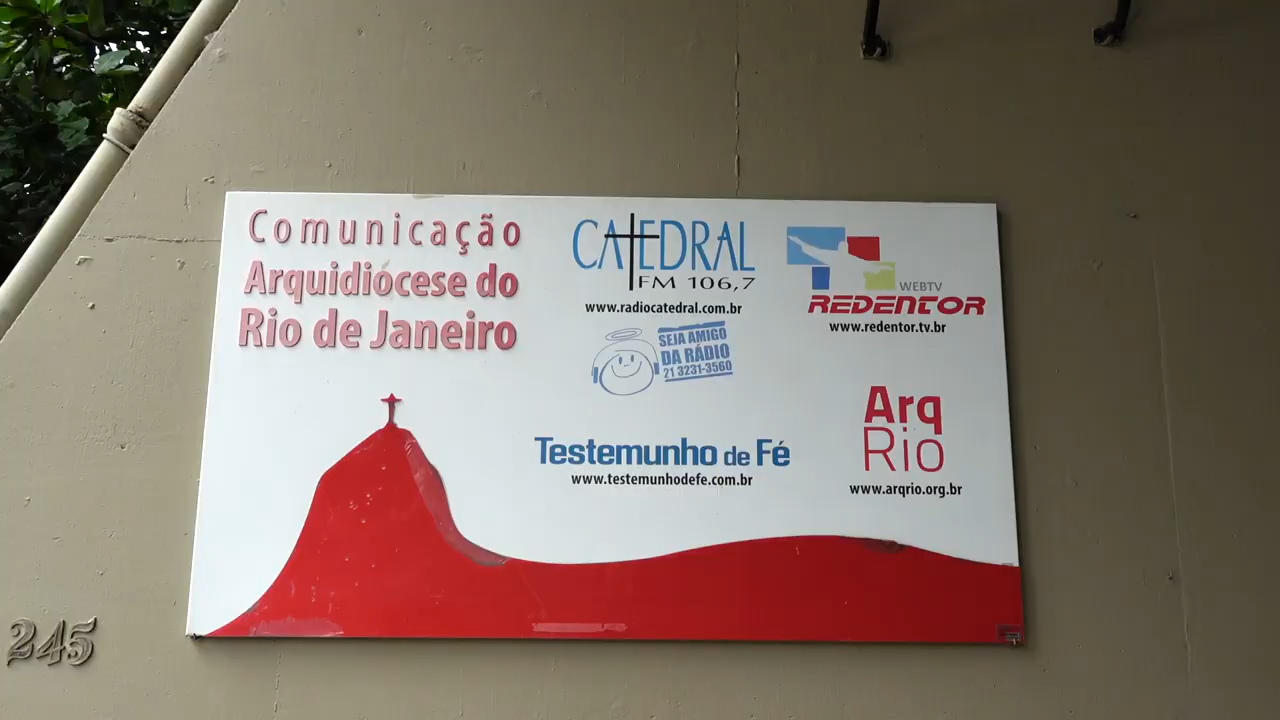 Comunicação
Arquidiocese do
Rio de Janeiro
CATEDRAL
FM 106,7
www.radiocatedral.com.br
SEJA AMIGO
DA RÁDIO
21 3231-3560
WEBTV
REDENTOR
www.redentor.tv.br
Testemunho de Fé
www.testemunhodefe.com.br
Arq
Rio
www.arqrio.org.br
245